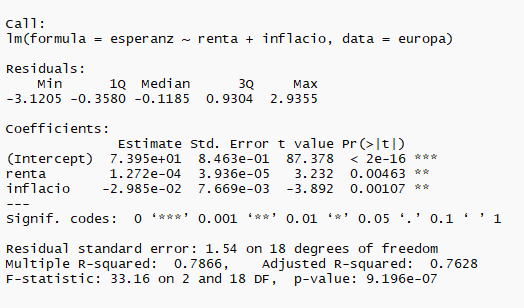 Call:
lm(formula = esperanz ~ renta + inflacio, data = europa)
Residuals:
Min 1Q Median 3Q Max
-3.1205 -0.3580 -0.1185 0.9304 2.9355
Coefficients:
Estimate Std. Error t value Pr(>|t|)
(Intercept) 7.395e+01 8.463e-01 87.378 < 2e-16 ***
renta 1.272e-04 3.936e-05 3.232 0.00463 **
inflacio -2.985e-02 7.669e-03 -3.892 0.00107 **
---
Signif. codes: 0 ‘***’ 0.001 ‘**’ 0.01 ‘*’ 0.05 ‘.’ 0.1 ‘ ’ 1
Residual standard error: 1.54 on 18 degrees of freedom
Multiple R-squared: 0.7866, Adjusted R-squared: 0.7628
F-statistic: 33.16 on 2 and 18 DF, p-value: 9.196e-07